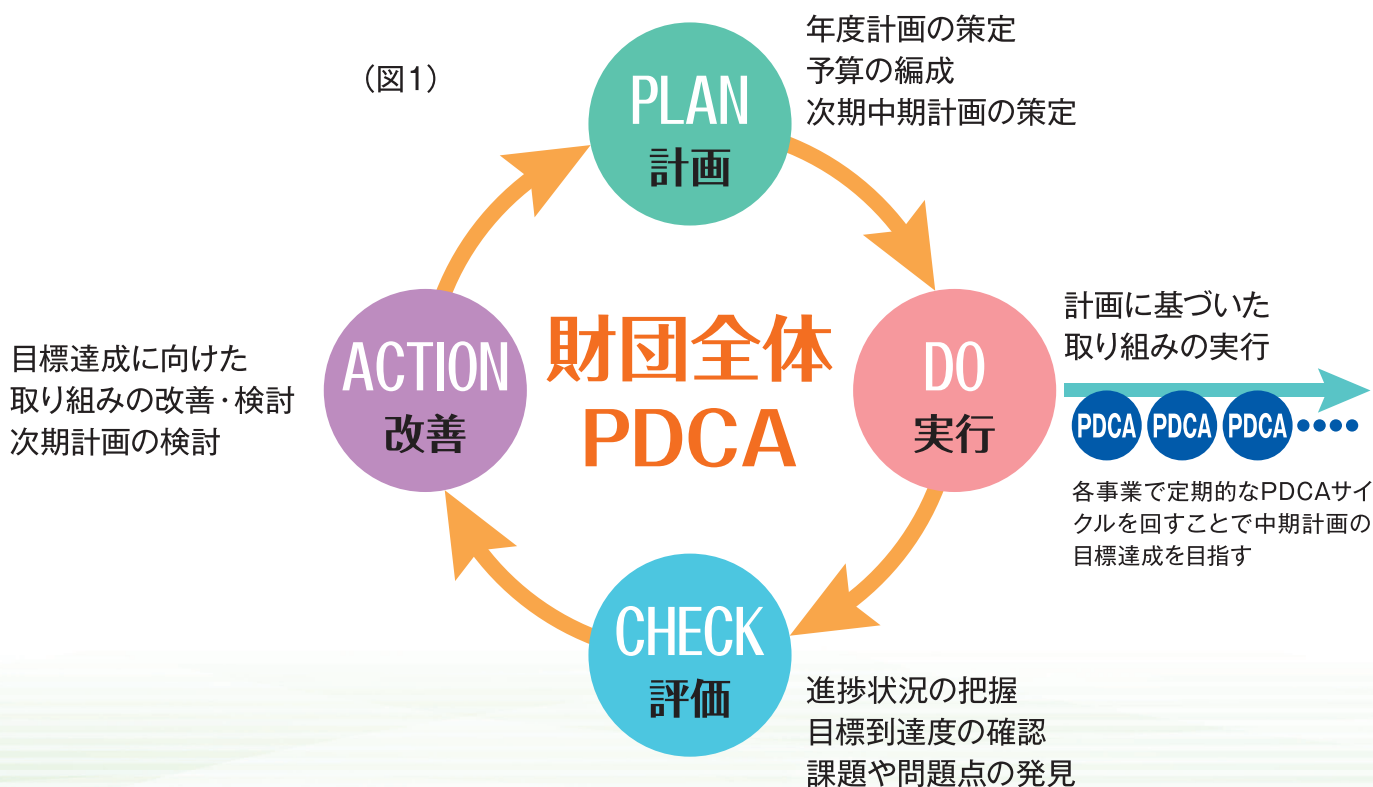 (図1)
PLAN
計画
年度計画の策定
予算の編成
次期中期計画の策定
財団全体
PDCA
DO
実行
計画に基づいた
取り組みの実行
PDCA PDCA PDCA
各事業で定期的なPDCAサイ
クルを回すことで中期計画の
目標達成を目指す
CHECK
評価
進捗状況の把握
目標到達度の確認
課題や問題点の発見
ACTION
改善
目標達成に向けた
取り組みの改善・検討
次期計画の検討